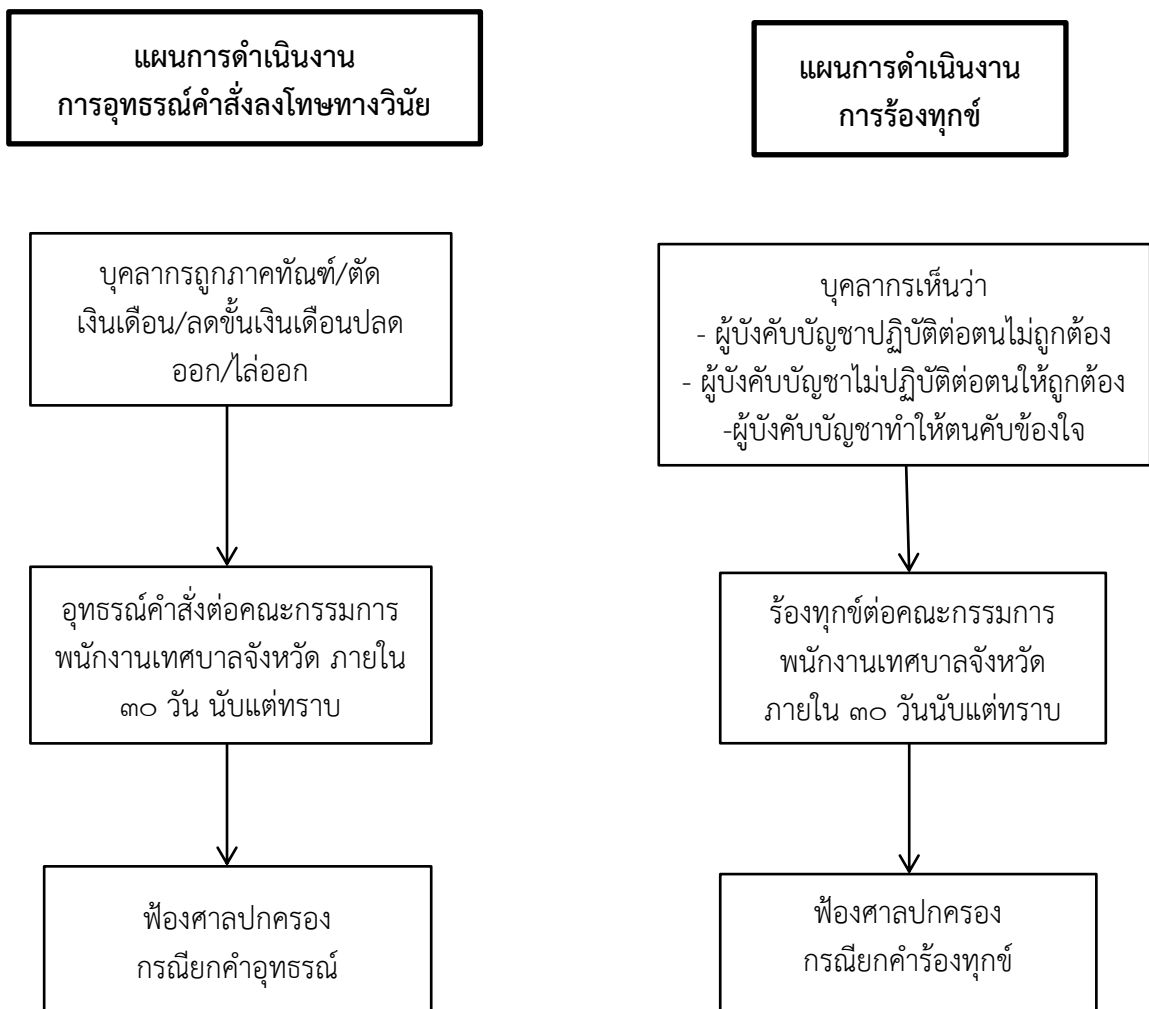 แผนการดำเนินงาน
การอุทธรณ์คำสั่งลงโทษทางวินัย
บุคลากรถูกภาคทัณฑ์/ตัด
เงินเดือน/ลดขั้นเงินเดือนปลด
ออก/ไล่ออก
อุทธรณ์คำสั่งต่อคณะกรรมการ
พนักงานเทศบาลจังหวัด ภายใน
๓๐ วัน นับแต่ทราบ
ฟ้องศาลปกครอง
กรณียกคำอุทธรณ์
แผนการดำเนินงาน
การร้องทุกข์
บุคลากรเห็นว่า
- ผู้บังคับบัญชาปฏิบัติต่อตนไม่ถูกต้อง
- ผู้บังคับบัญชาไม่ปฏิบัติต่อตนให้ถูกต้อง
-ผู้บังคับบัญชาทำให้ตนคับข้องใจ
ร้องทุกข์ต่อคณะกรรมการ
พนักงานเทศบาลจังหวัด
ภายใน ๓๐ วันนับแต่ทราบ
ฟ้องศาลปกครอง
กรณียกคำร้องทุกข์